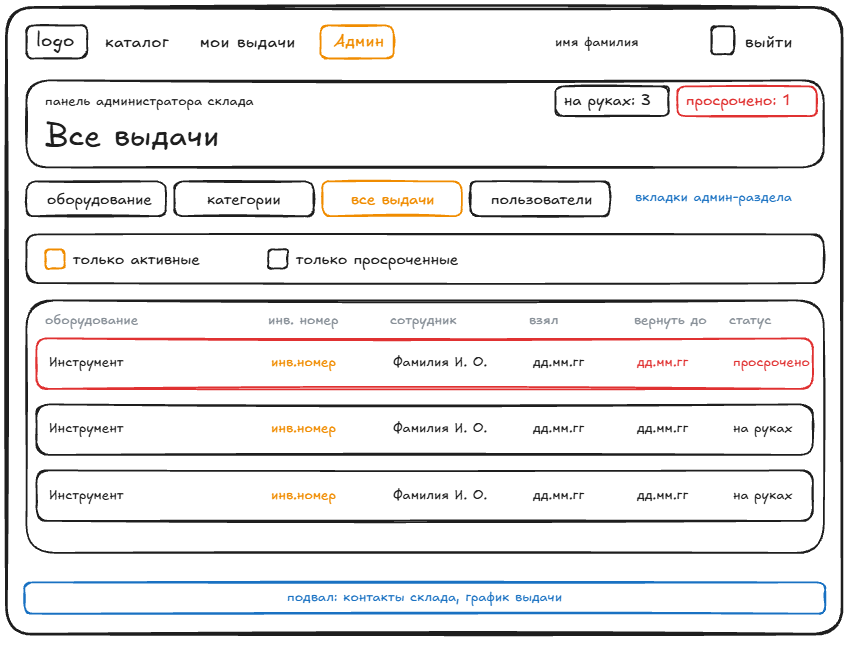 logo каталог мои выдачи Админ имя фамилия выйти
панель администратора склада на руках: 3 просрочено: 1
Все выдачи
оборудование категории все выдачи пользователи вкладки админ-раздела
только активные только просроченные
оборудование инв. номер сотрудник взял вернуть до статус
Инструмент инв.номер Фамилия И. О. дд.мм.гг дд.мм.гг просрочено
Инструмент инв.номер Фамилия И. О. дд.мм.гг дд.мм.гг на руках
Инструмент инв.номер Фамилия И. О. дд.мм.гг дд.мм.гг на руках
подвал: контакты склада, график выдачи